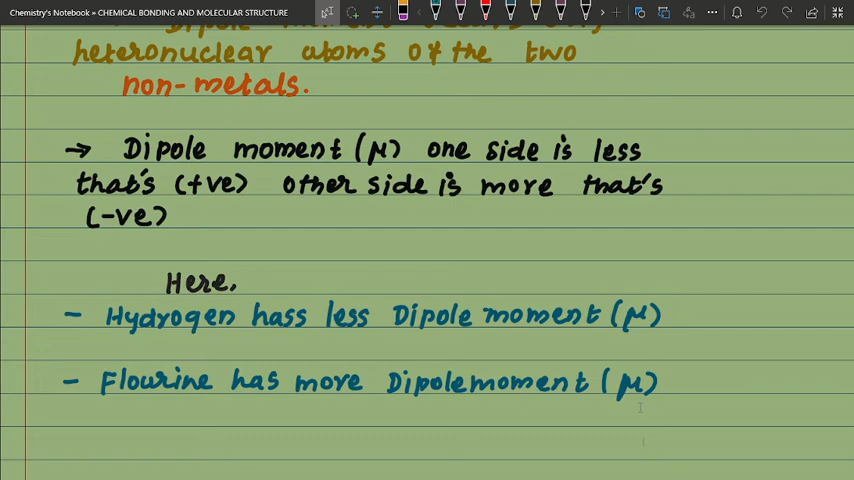 Chemistry's Notebook » CHEMICAL BONDING AND MOLECULAR STRUCTURE
Dipole
heteronuclear atoms of the two
non-metals.
→ Dipole moment (μ) one side is less
that's (+ve) other side is more that's
(-ve)
Here,
- Hydrogen hass less Dipole moment (μ)
- Flourine has more Dipolemoment (μ)